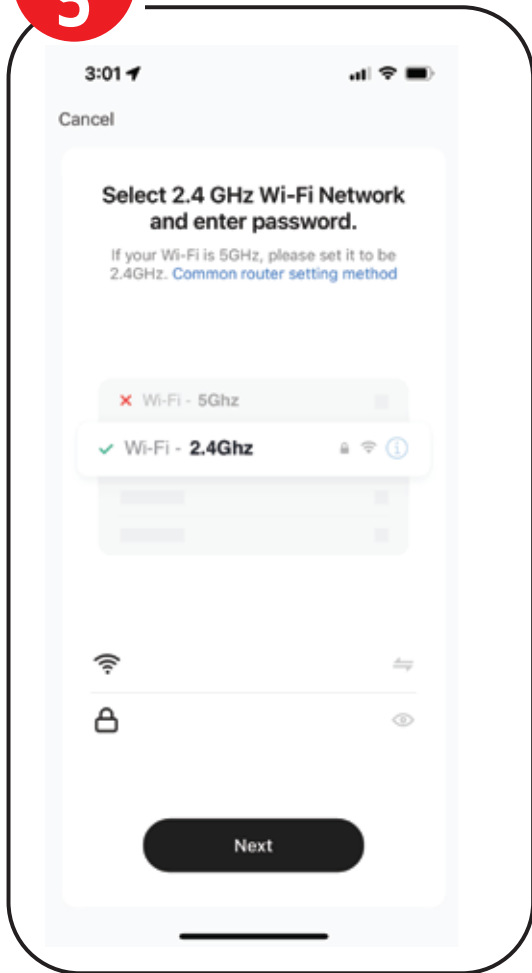 3:01
Cancel
Select 2.4 GHz Wi-Fi Network
and enter password.
If your Wi-Fi is 5GHz, please set it to be
2.4GHz. Common router setting method
Wi-Fi - 5Ghz
Wi-Fi - 2.4Ghz
Next